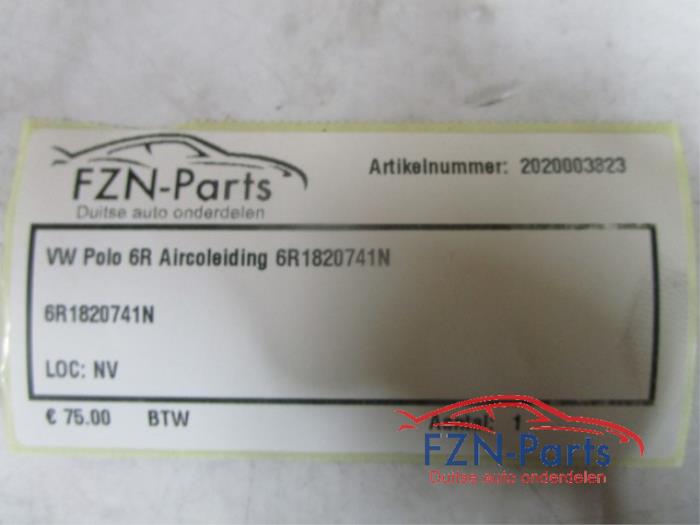 FZN-Parts
Duitse auto onderdelen
Artikelnummer: 2020003823
VW Polo 6R Aircoleiding 6R1820741N
6R1820741N
LOC: NV
€ 75.00 BTW
Aantal: 1
FZN-Parts
Duitse auto onderdelen